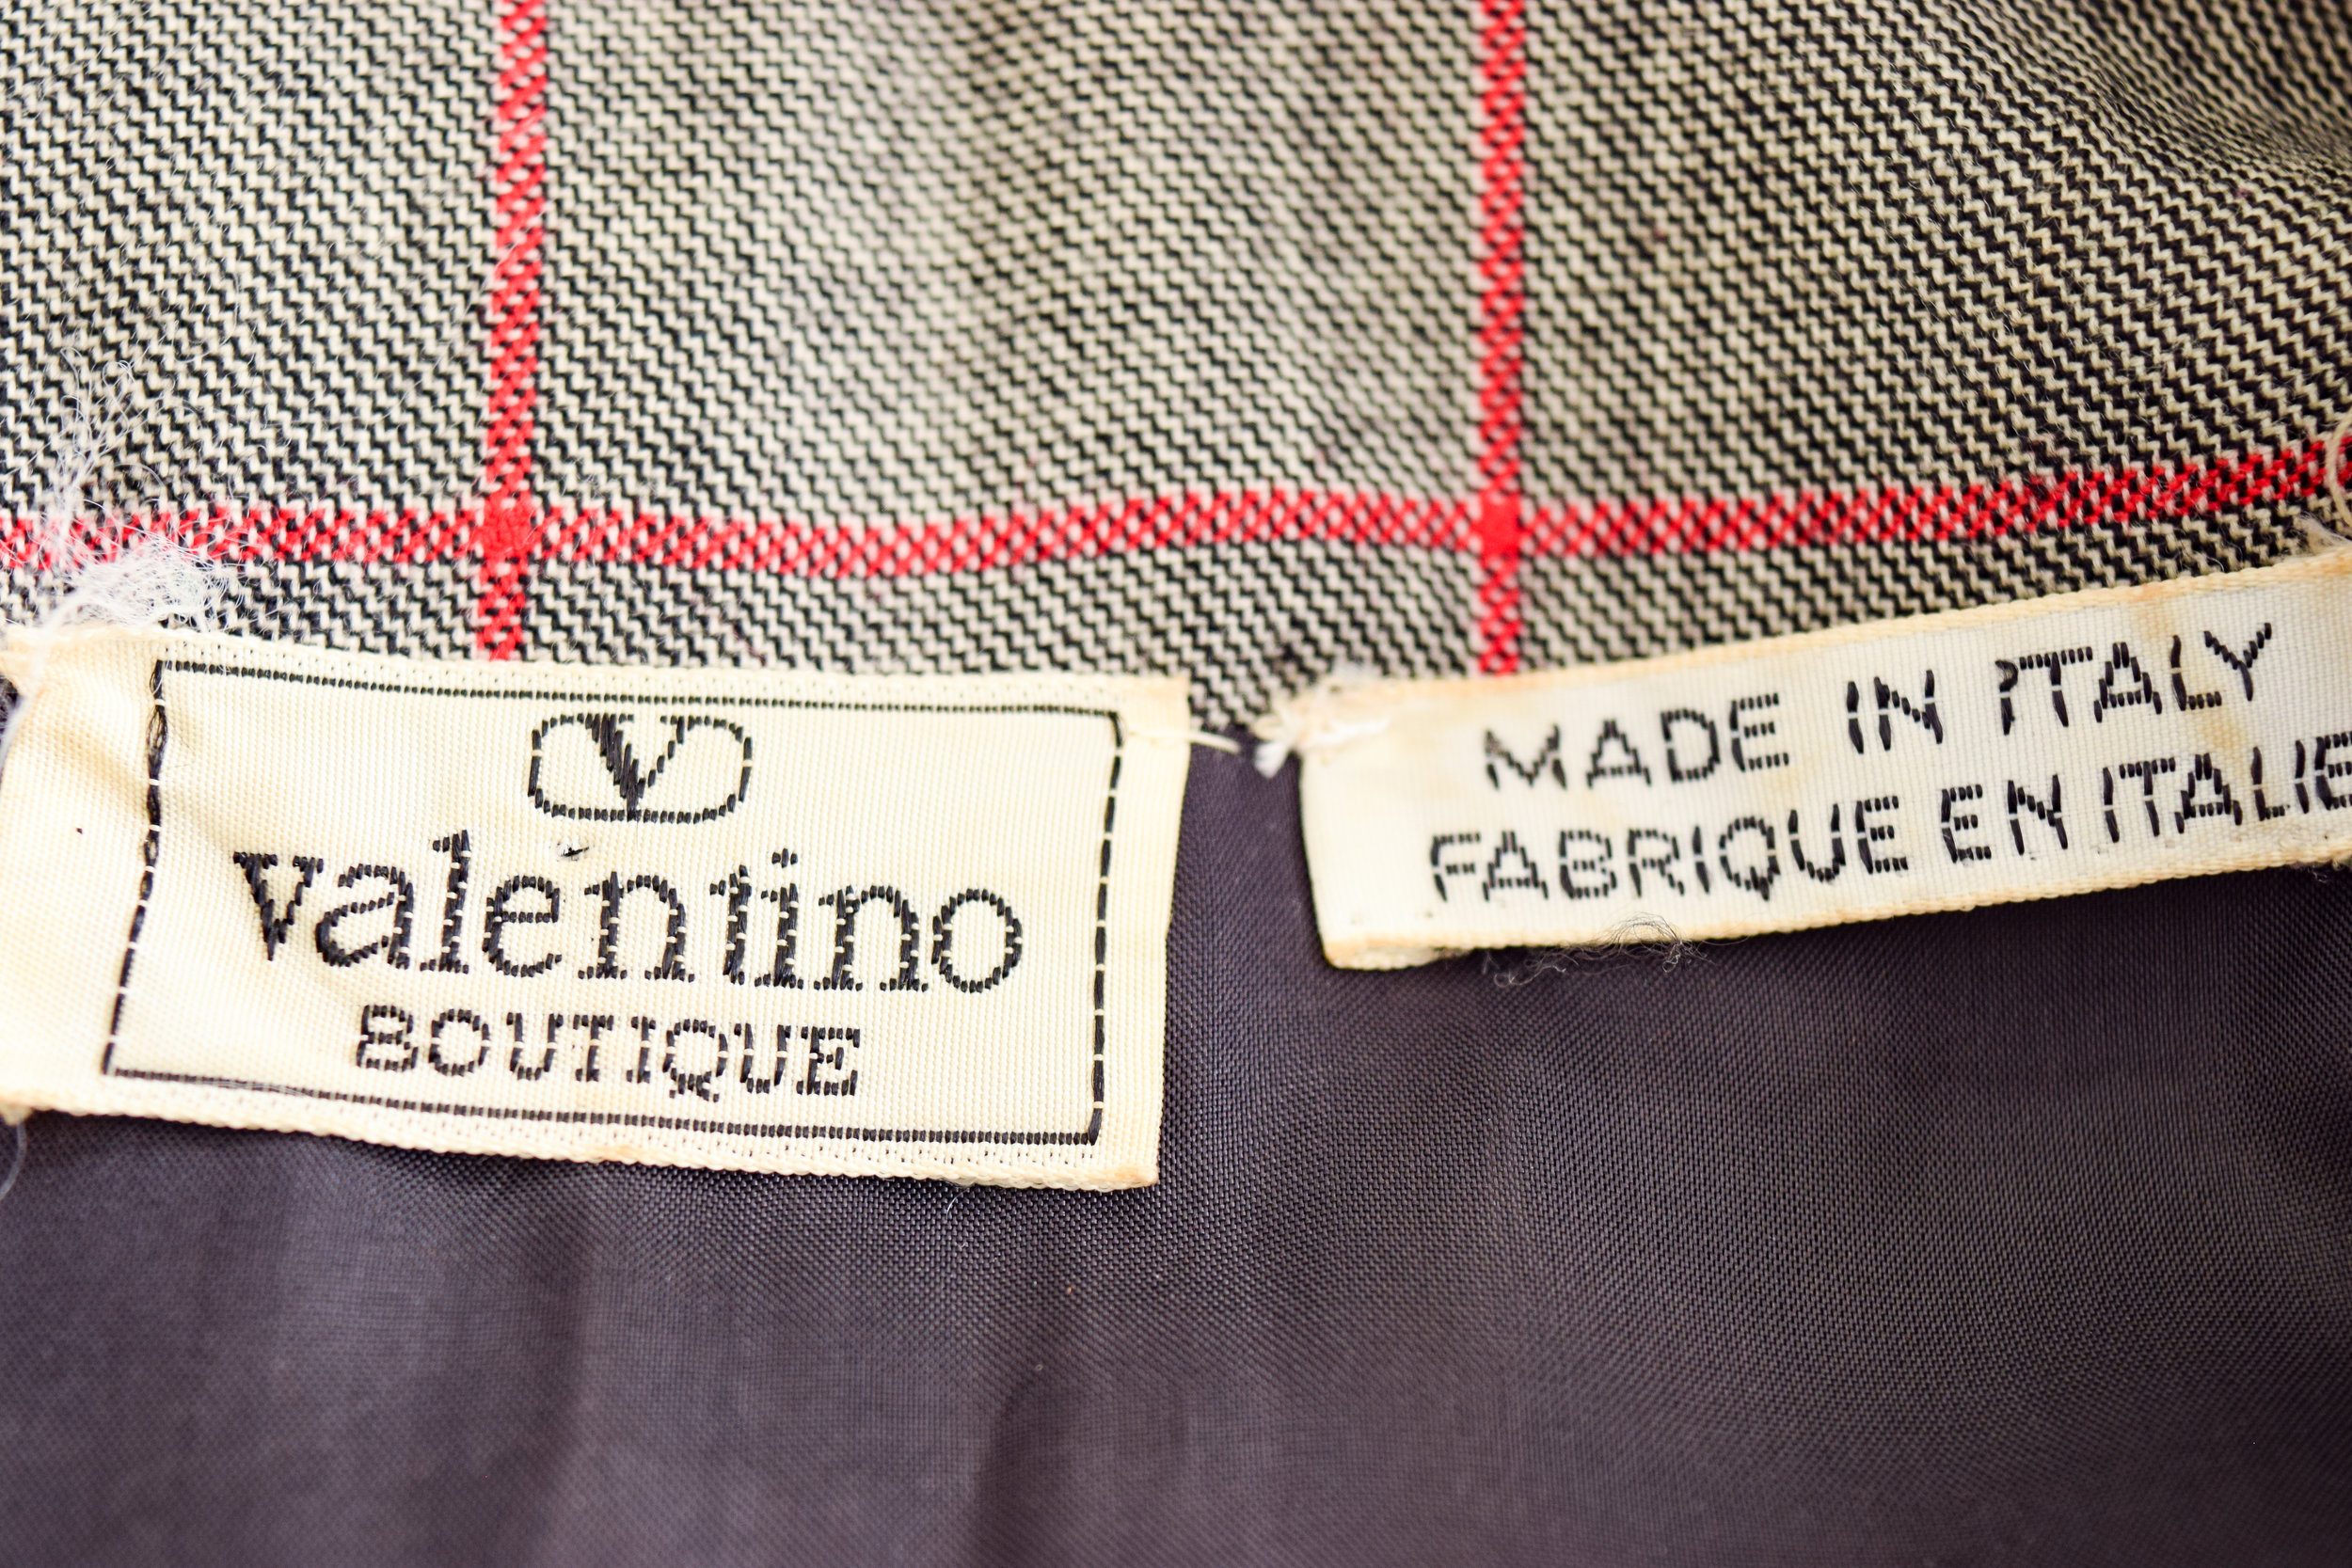 V
valentino
BOUTIQUE
MADE IN ITALY
FABRIQUE EN ITALIE